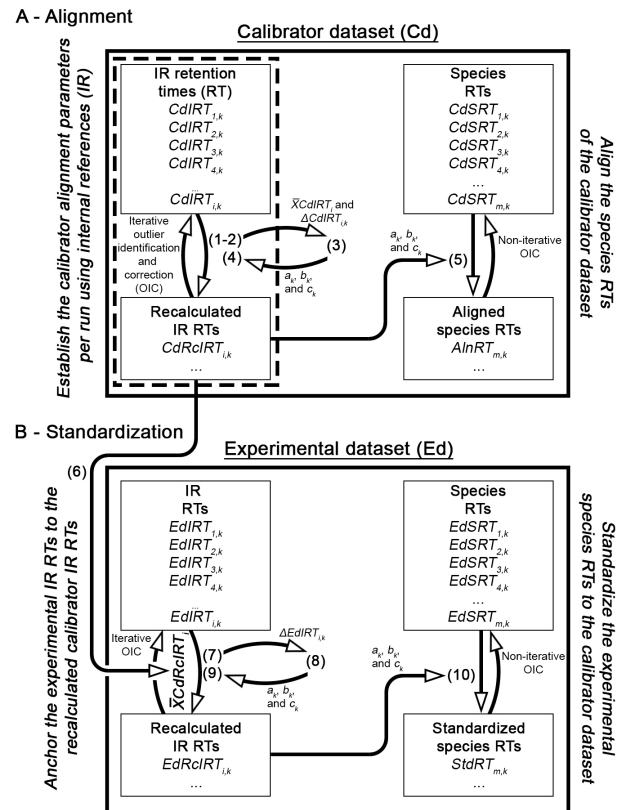 A - Alignment
Calibrator dataset (Cd)
Establish the calibrator alignment parameters
per run using internal references (IR)
IR retention
times (RT)
CdIRT1,k
CdIRT2,k
CdIRT3,k
CdIRT4,k
...
CdIRTi,k
Iterative
outlier
identification
and
correction
(OIC)
(1-2)
(4)
X̅CdIRTi and
ΔCdIRTi,k
(3)
ak, bk,
and ck
Recalculated
IR RTs
CdRcIRTi,k
...
Species
RTs
CdSRT1,k
CdSRT2,k
CdSRT3,k
CdSRT4,k
...
CdSRTm,k
ak, bk,
and ck
(5)
Non-iterative
OIC
Aligned
species RTs
AlnRTm,k
...
Align the species RTs
of the calibrator dataset
B - Standardization
(6)
Experimental dataset (Ed)
Anchor the experimental IR RTs to the
recalculated calibrator IR RTs
IR
RTs
EdIRT1,k
EdIRT2,k
EdIRT3,k
EdIRT4,k
...
EdIRTi,k
Iterative
OIC
X̅CdRcIRTi
(7)
(9)
ΔEdIRTi,k
(8)
ak, bk,
and ck
Recalculated
IR RTs
EdRcIRTi,k
...
Species
RTs
EdSRT1,k
EdSRT2,k
EdSRT3,k
EdSRT4,k
...
EdSRTm,k
ak, bk,
and ck
(10)
Non-iterative
OIC
Standardized
species RTs
StdRTm,k
...
Standardize the experimental
species RTs to the calibrator dataset